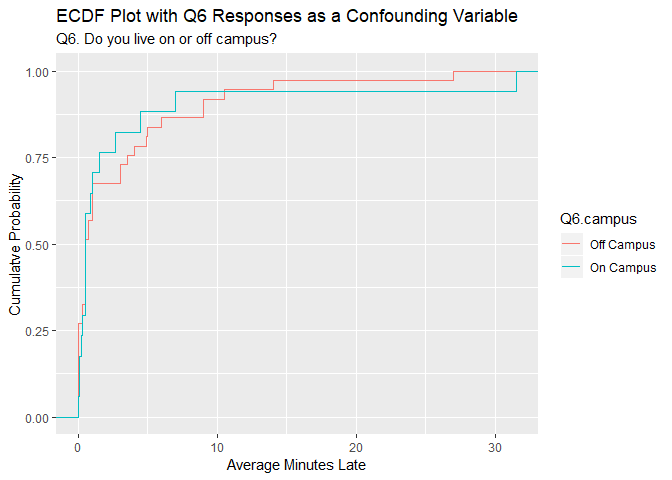 ECDF Plot with Q6 Responses as a Confounding Variable
Q6. Do you live on or off campus?
1.00
0.75
0.50
0.25
0.00
Cumulatve Probability
0
10
20
30
Average Minutes Late
Q6.campus
Off Campus
On Campus